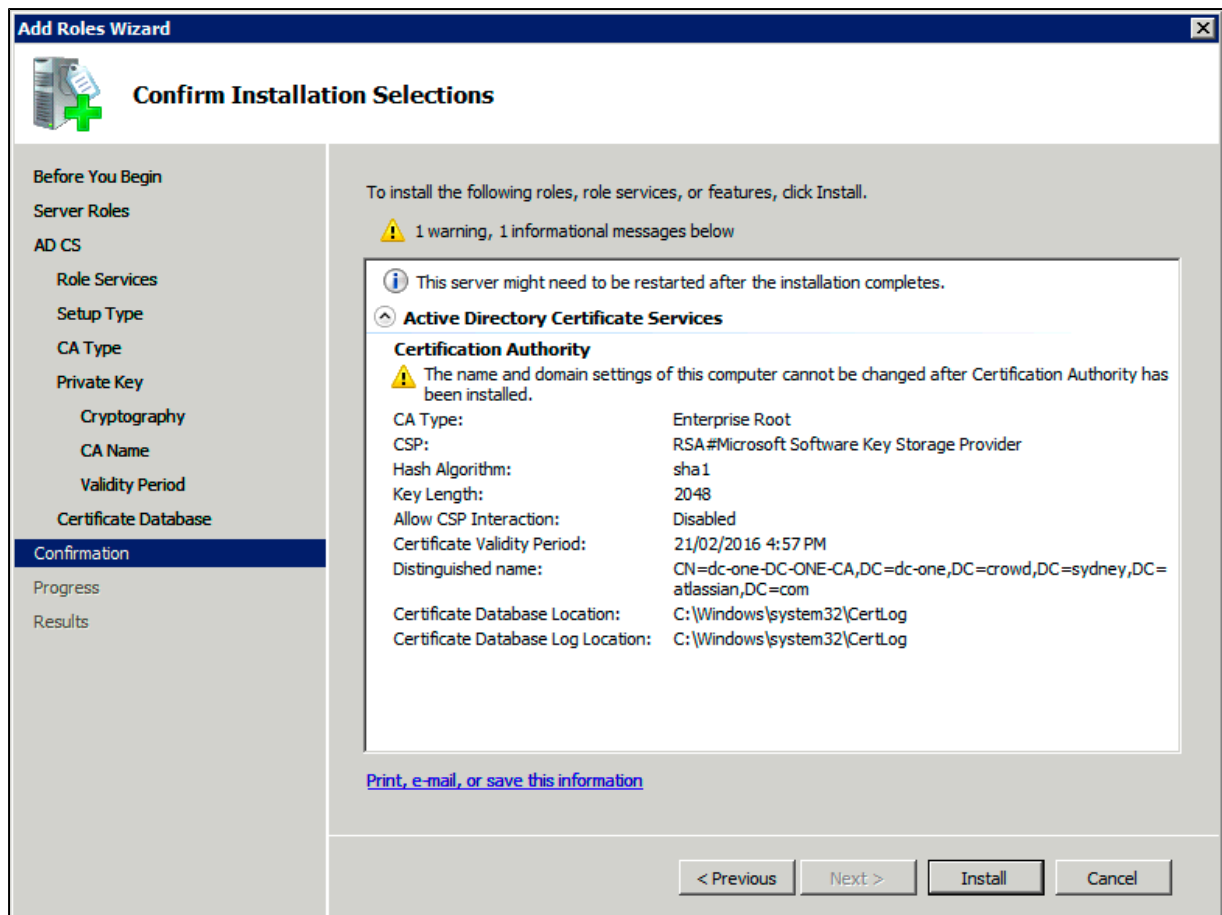 Add Roles Wizard
Confirm Installation Selections
Before You Begin
Server Roles
AD CS
Role Services
Setup Type
CA Type
Private Key
Cryptography
CA Name
Validity Period
Certificate Database
Confirmation
Progress
Results
To install the following roles, role services, or features, click Install.
1 warning, 1 informational messages below
This server might need to be restarted after the installation completes.
Active Directory Certificate Services
Certification Authority
The name and domain settings of this computer cannot be changed after Certification Authority has
been installed.
CA Type: Enterprise Root
CSP: RSA#Microsoft Software Key Storage Provider
Hash Algorithm: sha1
Key Length: 2048
Allow CSP Interaction: Disabled
Certificate Validity Period: 21/02/2016 4:57 PM
Distinguished name: CN=dc-one-DC-ONE-CA,DC=dc-one,DC=crowd,DC=sydney,DC=
atlassian,DC=com
Certificate Database Location: C:\Windows\system32\CertLog
Certificate Database Log Location: C:\Windows\system32\CertLog
Print, e-mail, or save this information
< Previous Next > Install Cancel